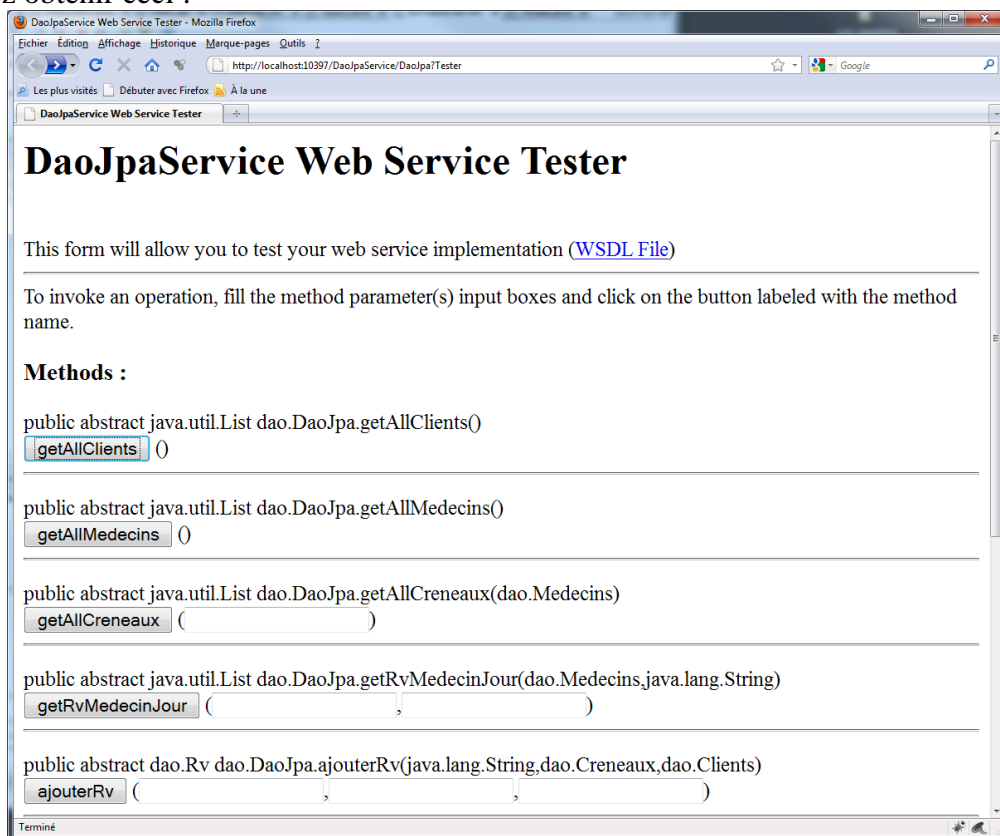 z obtenir ceci :
DaoJpaService Web Service Tester - Mozilla Firefox
Fichier Édition Affichage Historique Marque-pages Outils ?
http://localhost:10397/DaoJpaService/DaoJpa?Tester
Google
Les plus visités Débuter avec Firefox À la une
DaoJpaService Web Service Tester
DaoJpaService Web Service Tester
This form will allow you to test your web service implementation (WSDL File)
To invoke an operation, fill the method parameter(s) input boxes and click on the button labeled with the method
name.
Methods :
public abstract java.util.List dao.DaoJpa.getAllClients()
getAllClients ()
public abstract java.util.List dao.DaoJpa.getAllMedecins()
getAllMedecins ()
public abstract java.util.List dao.DaoJpa.getAllCreneaux(dao.Medecins)
getAllCreneaux ( )
public abstract java.util.List dao.DaoJpa.getRvMedecinJour(dao.Medecins,java.lang.String)
getRvMedecinJour ( , )
public abstract dao.Rv dao.DaoJpa.ajouterRv(java.lang.String,dao.Creneaux,dao.Clients)
ajouterRv ( , , )
Terminé